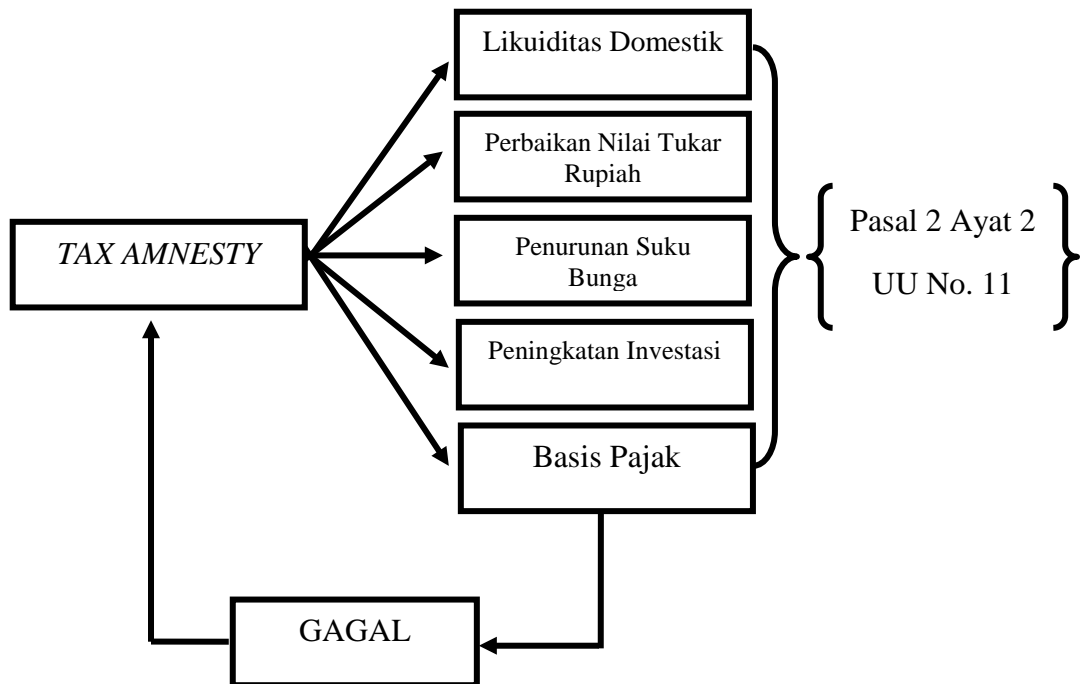 Likuiditas Domestik
Perbaikan Nilai Tukar
Rupiah
TAX AMNESTY
Penurunan Suku
Bunga
Pasal 2 Ayat 2
UU No. 11
Peningkatan Investasi
Basis Pajak
GAGAL